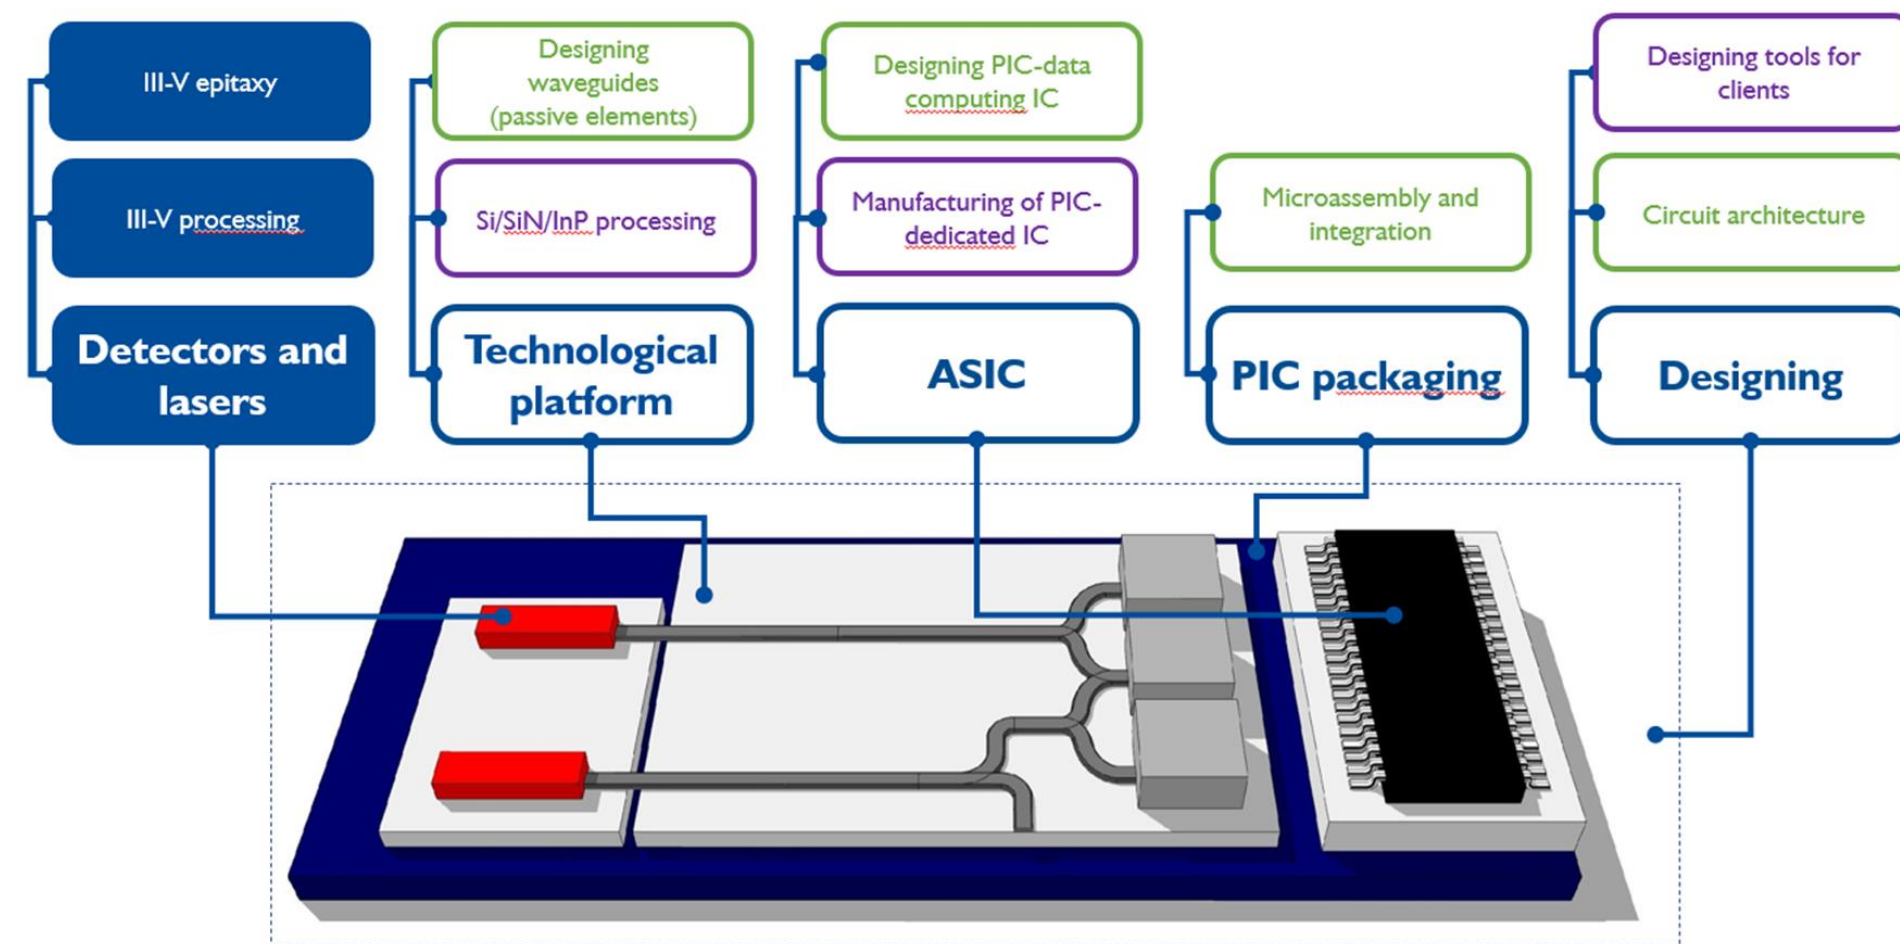 III-V epitaxy
III-V processing
Detectors and
lasers
Designing
waveguides
(passive elements)
Si/SiN/InP processing
Technological
platform
Designing PIC-data
computing IC
Manufacturing of PIC-
dedicated IC
ASIC
Microassembly and
integration
PIC packaging
Designing tools for
clients
Circuit architecture
Designing